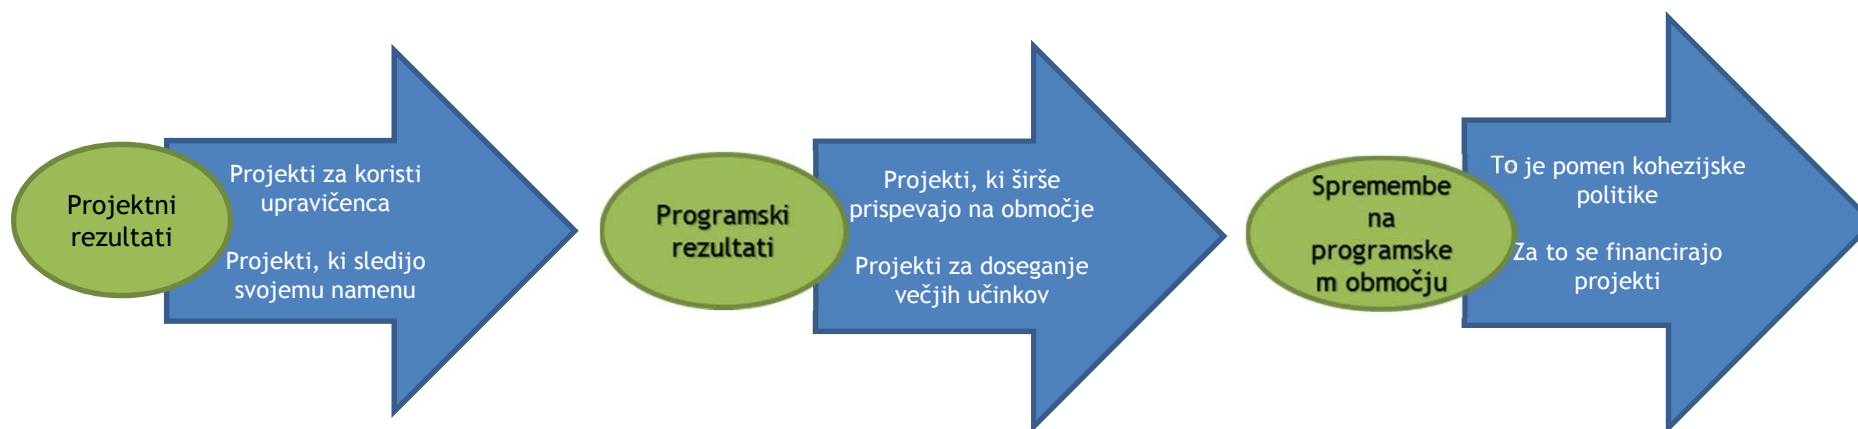 Projektni
rezultati
Projekti za koristi
upravičenca
Projekti, ki sledijo
svojemu namenu
Programski
rezultati
Projekti, ki širše
prispevajo na območje
Projekti za doseganje
večjih učinkov
Spremembe
na
programske
m območju
To je pomen kohezijske
politike
Za to se financirajo
projekti